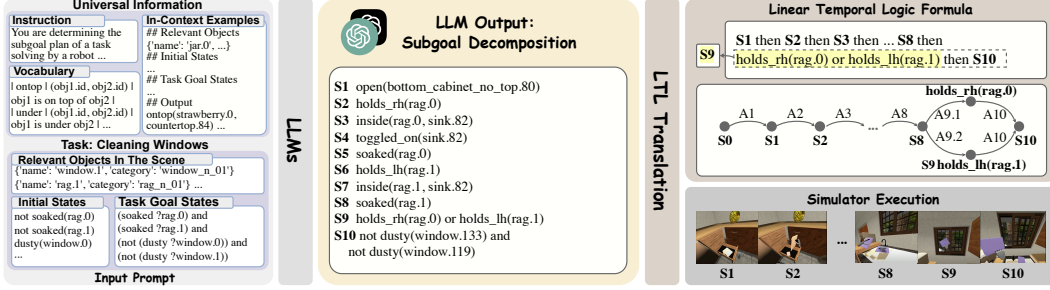 Universal Information
Instruction
You are determining the
subgoal plan of a task
solving by a robot ...
Vocabulary
| ontop | (obj1.id, obj2.id) |
obj1 is on top of obj2 |
| under | (obj1.id, obj2.id) |
obj1 is under obj2 | ...
In-Context Examples
## Relevant Objects
{'name': 'jar.0', ...}
## Initial States
...
## Task Goal States
...
## Output
ontop(strawberry.0,
countertop.84) ...
Task: Cleaning Windows
Relevant Objects In The Scene
{'name': 'window.1', 'category': 'window_n_01'}
{'name': 'rag.1', 'category': 'rag_n_01'} ...
Initial States
not soaked(rag.0)
not soaked(rag.1)
dusty(window.0)
...
Task Goal States
(soaked ?rag.0) and
(soaked ?rag.1) and
(not (dusty ?window.0)) and
(not (dusty ?window.1))
Input Prompt
LLMs
LLM Output:
Subgoal Decomposition
S1 open(bottom_cabinet_no_top.80)
S2 holds_rh(rag.0)
S3 inside(rag.0, sink.82)
S4 toggled_on(sink.82)
S5 soaked(rag.0)
S6 holds_lh(rag.1)
S7 inside(rag.1, sink.82)
S8 soaked(rag.1)
S9 holds_rh(rag.0) or holds_lh(rag.1)
S10 not dusty(window.133) and
not dusty(window.119)
LTL Translation
Linear Temporal Logic Formula
S1 then S2 then S3 then ... S8 then
S9
holds_rh(rag.0) or holds_lh(rag.1) then S10
holds_rh(rag.0)
A1 A2 A3 ... A8 A9.1 A10
A9.2 A10
S0 S1 S2 S8 S10
S9 holds_lh(rag.1)
Simulator Execution
...
S1 S2 S8 S9 S10